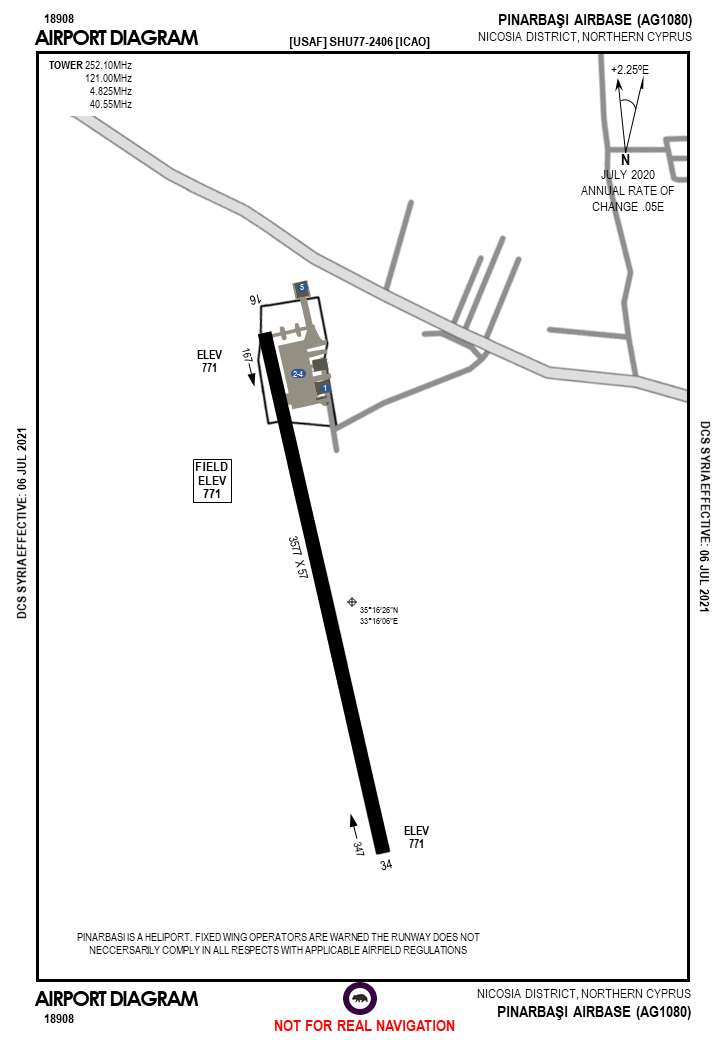 18908
AIRPORT DIAGRAM
[USAF] SHU77-2406 [ICAO]
PINARBAŞI AIRBASE (AG1080)
NICOSIA DISTRICT, NORTHERN CYPRUS
TOWER 252.10MHz
121.00MHz
4.825MHz
40.55MHz
+2.25ºE
N
JULY 2020
ANNUAL RATE OF
CHANGE .05E
5
16
ELEV
771
167
2-4
1
FIELD
ELEV
771
3577 X 57
35°16'26"N
33°16'06"E
ELEV
771
347
34
DCS SYRIA EFFECTIVE: 06 JUL 2021
DCS SYRIA EFFECTIVE: 06 JUL 2021
PINARBASI IS A HELIPORT. FIXED WING OPERATORS ARE WARNED THE RUNWAY DOES NOT
NECCERSARILY COMPLY IN ALL RESPECTS WITH APPLICABLE AIRFIELD REGULATIONS
AIRPORT DIAGRAM
18908
NOT FOR REAL NAVIGATION
NICOSIA DISTRICT, NORTHERN CYPRUS
PINARBAŞI AIRBASE (AG1080)